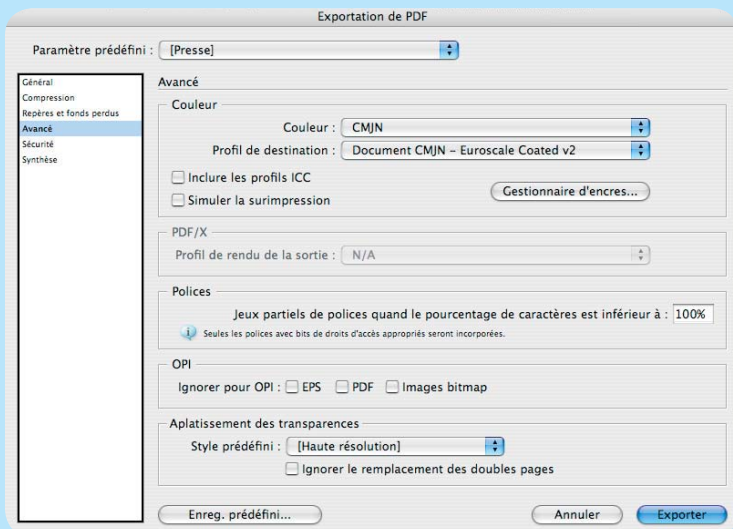 Exportation de PDF
Paramètre prédéfini : [Presse]
Général
Compression
Repères et fonds perdus
Avancé
Sécurité
Synthèse
Avancé
Couleur
Couleur : CMJN
Profil de destination : Document CMJN – Euroscale Coated v2
Inclure les profils ICC
Simuler la surimpression
Gestionnaire d'encres...
PDF/X
Profil de rendu de la sortie : N/A
Polices
Jeux partiels de polices quand le pourcentage de caractères est inférieur à : 100%
Seules les polices avec bits de droits d'accès appropriés seront incorporées.
OPI
Ignorer pour OPI : EPS PDF Images bitmap
Aplatissement des transparences
Style prédéfini : [Haute résolution]
Ignorer le remplacement des doubles pages
Enreg. prédéfini... Annuler Exporter